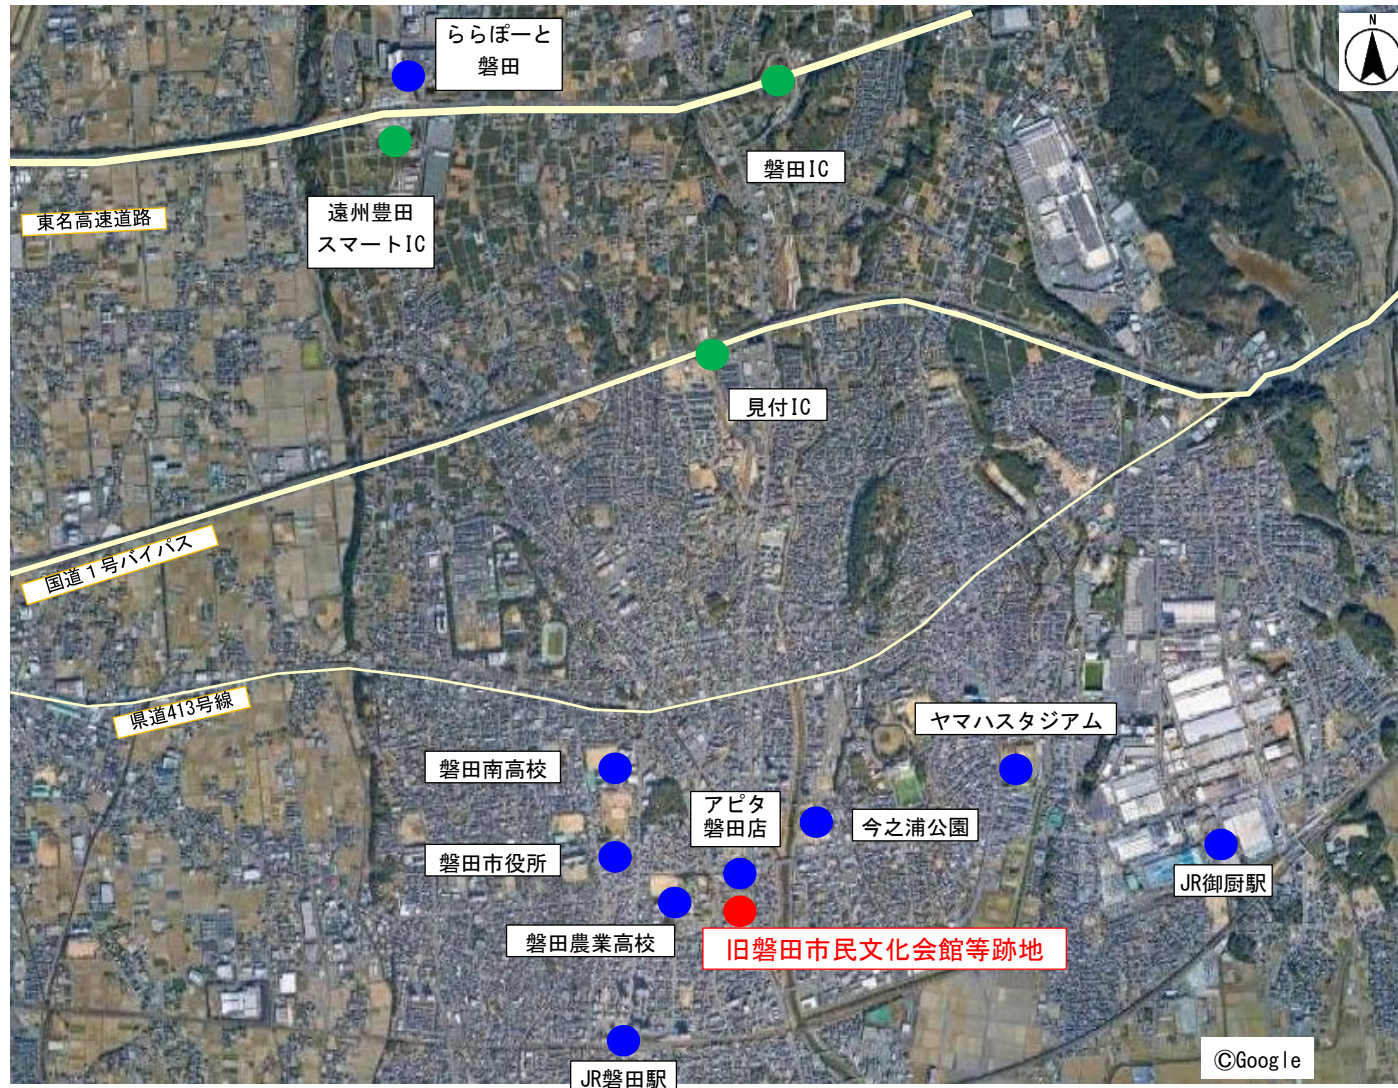 ららぽーと
磐田
N
磐田IC
東名高速道路
遠州豊田
スマートIC
見付IC
国道１号バイパス
県道413号線
ヤマハスタジアム
磐田南高校
アピタ
磐田店
今之浦公園
磐田市役所
JR御厨駅
磐田農業高校
旧磐田市民文化会館等跡地
JR磐田駅
©Google